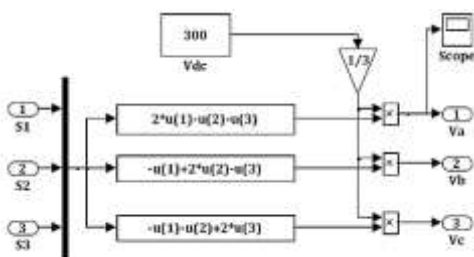 300
Vdc
1/3
Scope
1
S1
2*u(1)-u(2)-u(3)
×
1
Va
2
S2
-u(1)+2*u(2)-u(3)
×
2
Vb
3
S3
-u(1)-u(2)+2*u(3)
×
3
Vc